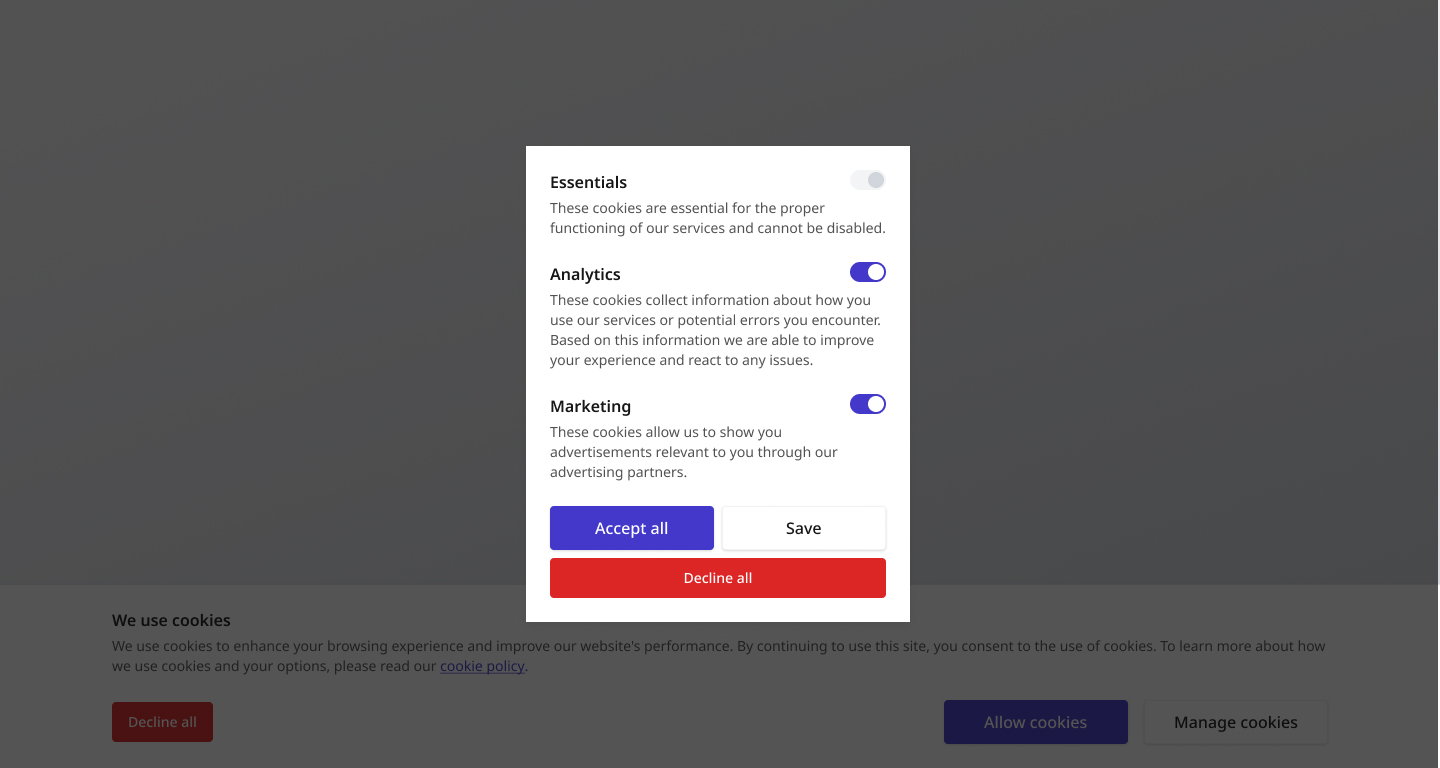 Essentials
These cookies are essential for the proper
functioning of our services and cannot be disabled.
Analytics
These cookies collect information about how you
use our services or potential errors you encounter.
Based on this information we are able to improve
your experience and react to any issues.
Marketing
These cookies allow us to show you
advertisements relevant to you through our
advertising partners.
Accept all
Save
Decline all
We use cookies
We use cookies to enhance your browsing experience and improve our website's performance. By continuing to use this site, you consent to the use of cookies. To learn more about how
we use cookies and your options, please read our cookie policy.
Decline all
Allow cookies
Manage cookies